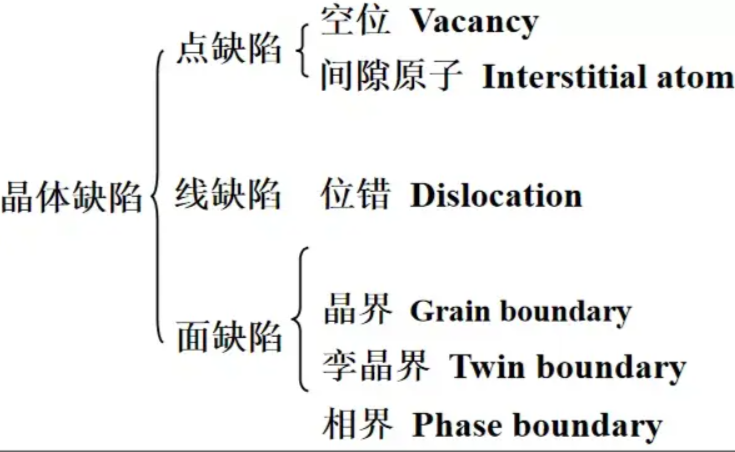 空位 Vacancy
点缺陷
间隙原子 Interstitial atom
晶体缺陷
线缺陷 位错 Dislocation
面缺陷
晶界 Grain boundary
孪晶界 Twin boundary
相界 Phase boundary